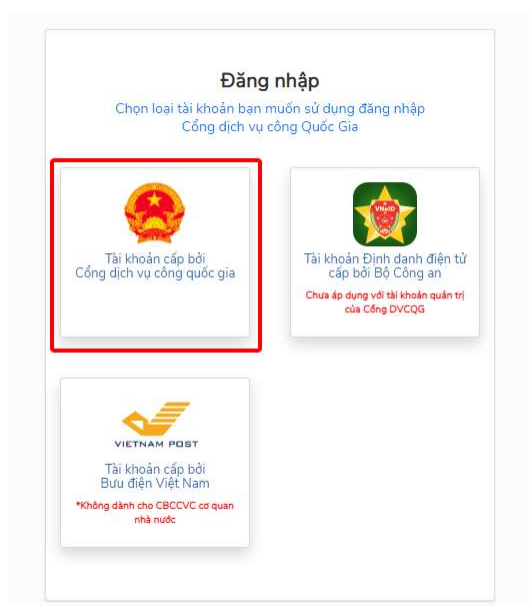 Đăng nhập
Chọn loại tài khoản bạn muốn sử dụng đăng nhập
Cổng dịch vụ công Quốc Gia
Tài khoản cấp bởi
Cổng dịch vụ công quốc gia
VNeID
Tài khoản Định danh điện tử
cấp bởi Bộ Công an
Chưa áp dụng với tài khoản quản trị
của Cổng DVCQG
VIETNAM POST
Tài khoản cấp bởi
Bưu điện Việt Nam
*Không dành cho CBCCVC cơ quan
nhà nước